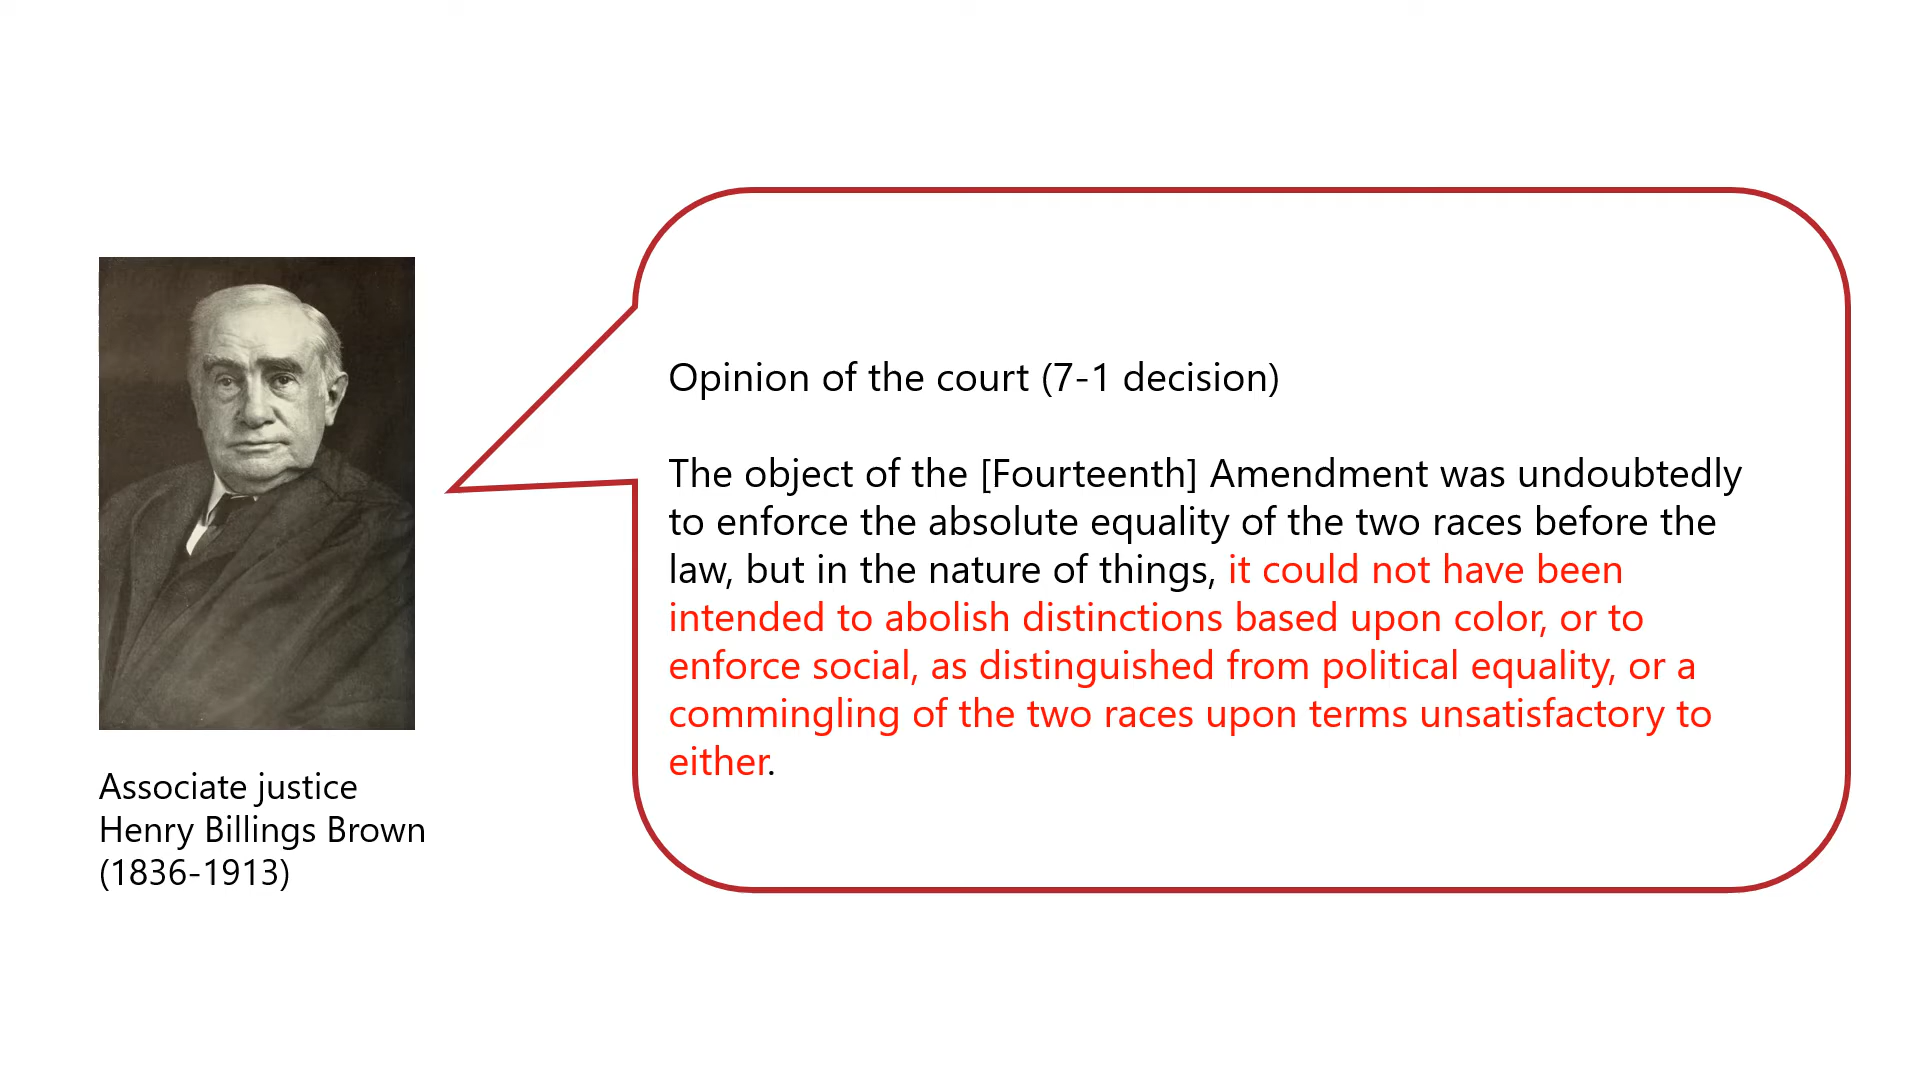 Opinion of the court (7-1 decision)
The object of the [Fourteenth] Amendment was undoubtedly
to enforce the absolute equality of the two races before the
law, but in the nature of things, it could not have been
intended to abolish distinctions based upon color, or to
enforce social, as distinguished from political equality, or a
commingling of the two races upon terms unsatisfactory to
either.
Associate justice
Henry Billings Brown
(1836-1913)